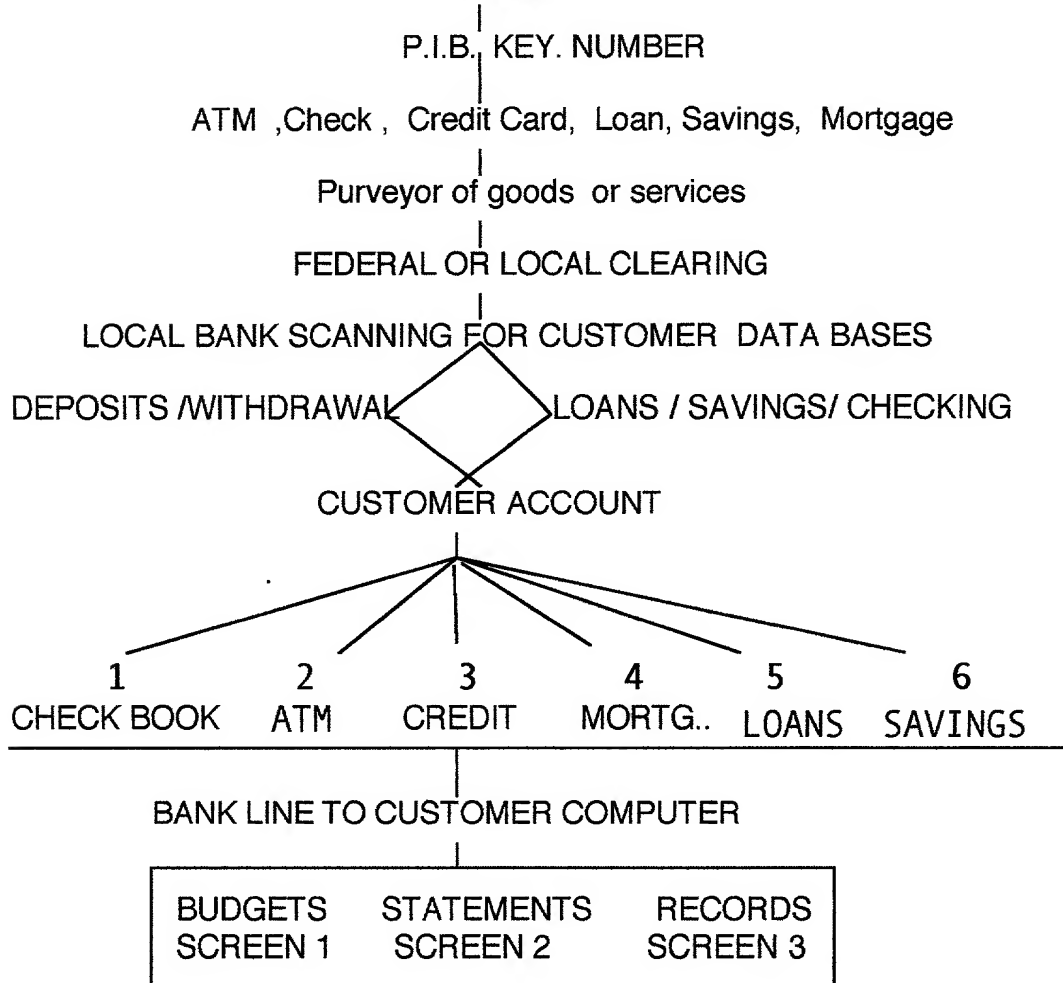 P.I.B. KEY. NUMBER
ATM ,Check , Credit Card, Loan, Savings, Mortgage
Purveyor of goods or services
FEDERAL OR LOCAL CLEARING
LOCAL BANK SCANNING FOR CUSTOMER DATA BASES
DEPOSITS /WITHDRAWAL LOANS / SAVINGS/ CHECKING
CUSTOMER ACCOUNT
1 2 3 4 5 6
CHECK BOOK ATM CREDIT MORTG.. LOANS SAVINGS
BANK LINE TO CUSTOMER COMPUTER
BUDGETS STATEMENTS RECORDS
SCREEN 1 SCREEN 2 SCREEN 3